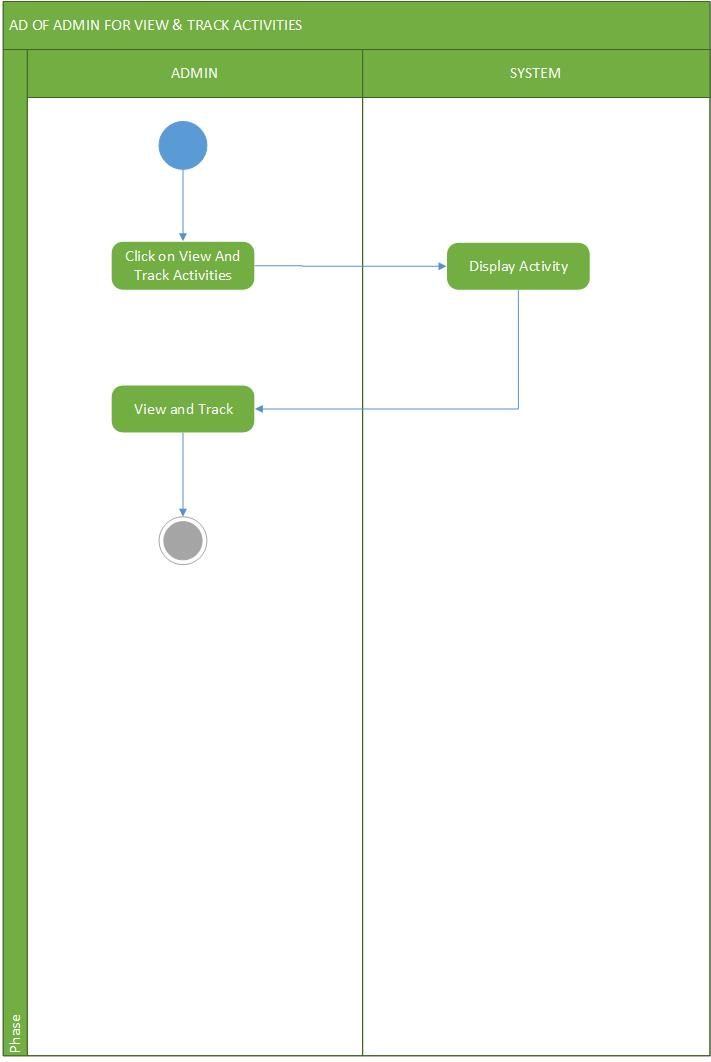 AD OF ADMIN FOR VIEW & TRACK ACTIVITIES
ADMIN
SYSTEM
Click on View And
Track Activities
Display Activity
View and Track
Phase